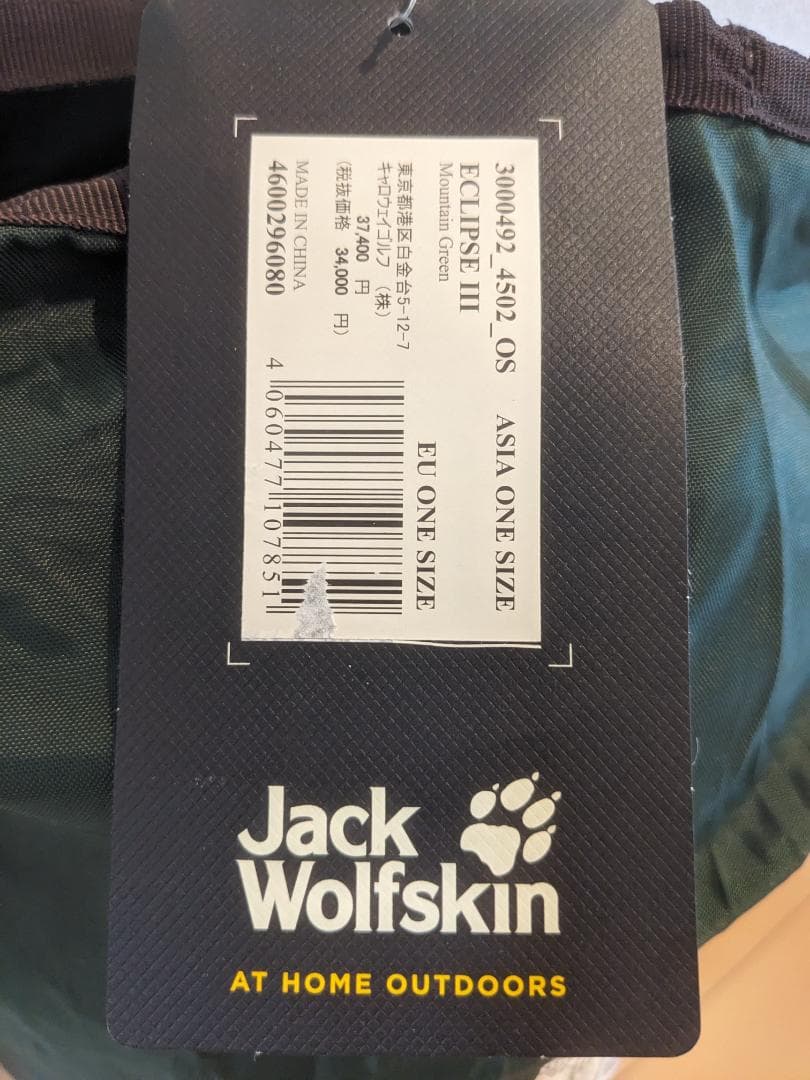 3000492_4502_OS ASIA ONE SIZE
ECLIPSE III EU ONE SIZE
Mountain Green
東京都港区白金台5-12-7
キャロウェイゴルフ (株)
37,400 円
(税抜価格 34,000 円)
MADE IN CHINA
4600296080
4 060477 107851
Jack
Wolfskin
AT HOME OUTDOORS